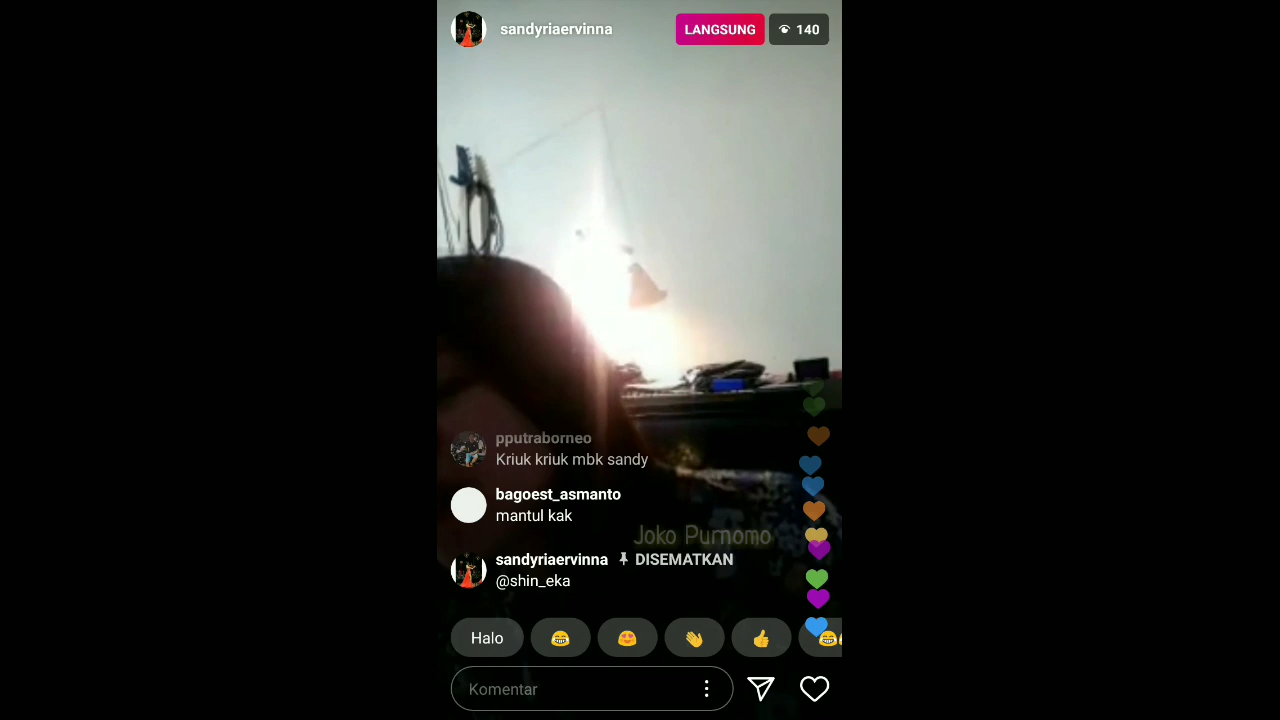 sandyriaervinna
LANGSUNG
140
pputraborneo
Kriuk kriuk mbk sandy
bagoest_asmanto
mantul kak
Joko Purnomo
sandyriaervinna DISEMATKAN
@shin_eka
Halo
Komentar